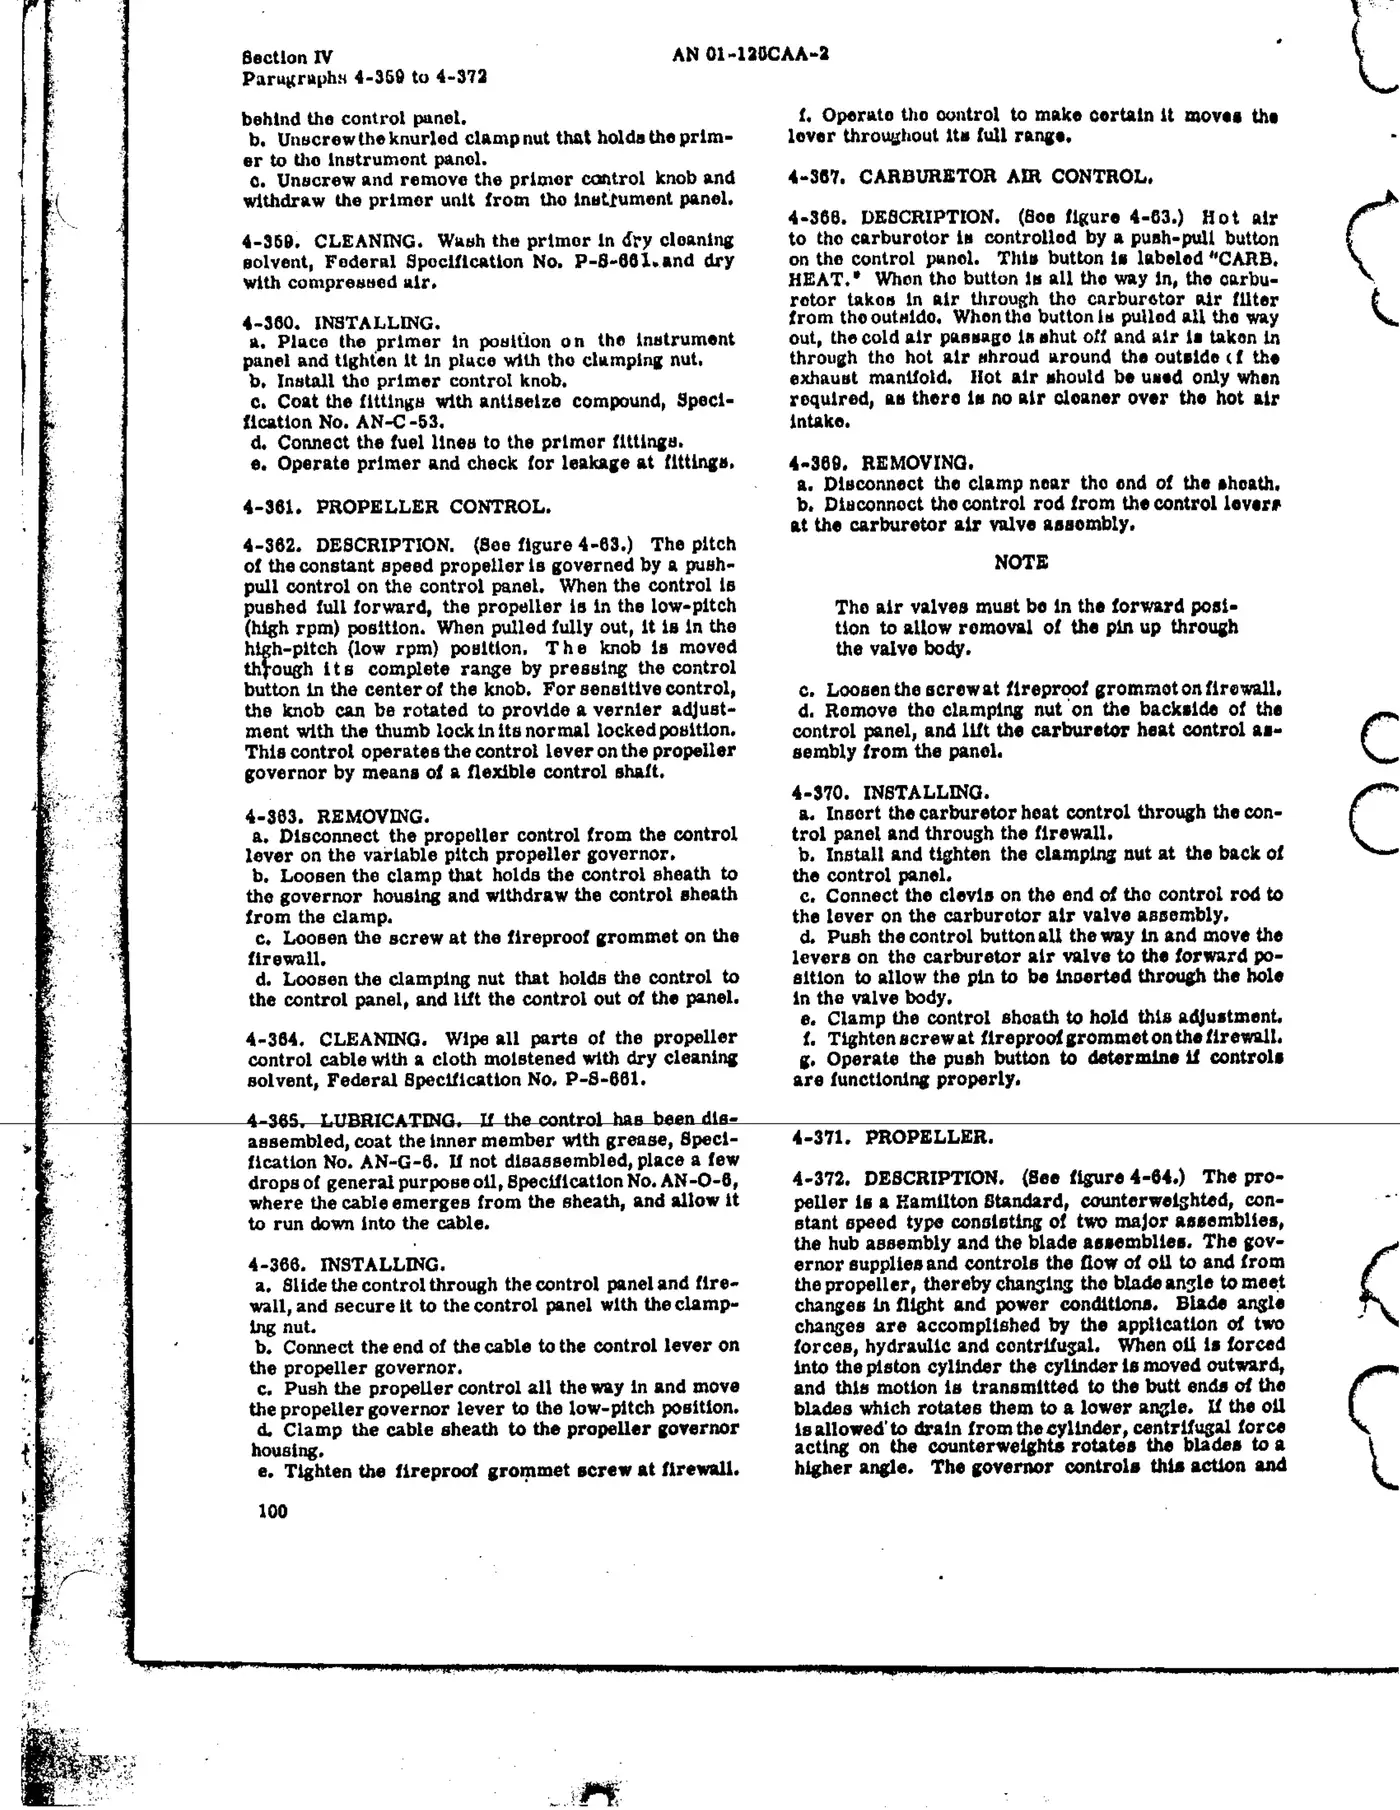 Section IV
Paragraphs 4-359 to 4-372
AN 01-125CAA-2
behind the control panel.
b. Unscrew the knurled clamp nut that holds the prim-
er to the instrument panel.
c. Unscrew and remove the primer control knob and
withdraw the primer unit from the instrument panel.
4-359. CLEANING. Wash the primer in dry cleaning
solvent, Federal Specification No. P-S-661, and dry
with compressed air.
4-360. INSTALLING.
a. Place the primer in position on the instrument
panel and tighten it in place with the clamping nut.
b. Install the primer control knob.
c. Coat the fittings with antiseize compound, Speci-
fication No. AN-C-53.
d. Connect the fuel lines to the primer fittings.
e. Operate primer and check for leakage at fittings.
4-361. PROPELLER CONTROL.
4-362. DESCRIPTION. (See figure 4-63.) The pitch
of the constant speed propeller is governed by a push-
pull control on the control panel. When the control is
pushed full forward, the propeller is in the low-pitch
(high rpm) position. When pulled fully out, it is in the
high-pitch (low rpm) position. The knob is moved
through its complete range by pressing the control
button in the center of the knob. For sensitive control,
the knob can be rotated to provide a vernier adjust-
ment with the thumb lock in its normal locked position.
This control operates the control lever on the propeller
governor by means of a flexible control shaft.
4-363. REMOVING.
a. Disconnect the propeller control from the control
lever on the variable pitch propeller governor.
b. Loosen the clamp that holds the control sheath to
the governor housing and withdraw the control sheath
from the clamp.
c. Loosen the screw at the fireproof grommet on the
firewall.
d. Loosen the clamping nut that holds the control to
the control panel, and lift the control out of the panel.
4-364. CLEANING. Wipe all parts of the propeller
control cable with a cloth moistened with dry cleaning
solvent, Federal Specification No. P-S-661.
4-365. LUBRICATING. If the control has been dis-
assembled, coat the inner member with grease, Speci-
fication No. AN-G-6. If not disassembled, place a few
drops of general purpose oil, Specification No. AN-O-6,
where the cable emerges from the sheath, and allow it
to run down into the cable.
4-366. INSTALLING.
a. Slide the control through the control panel and fire-
wall, and secure it to the control panel with the clamp-
ing nut.
b. Connect the end of the cable to the control lever on
the propeller governor.
c. Push the propeller control all the way in and move
the propeller governor lever to the low-pitch position.
d. Clamp the cable sheath to the propeller governor
housing.
e. Tighten the fireproof grommet screw at firewall.
100
f. Operate the control to make certain it moves the
lever throughout its full range.
4-367. CARBURETOR AIR CONTROL.
4-368. DESCRIPTION. (See figure 4-63.) Hot air
to the carburetor is controlled by a push-pull button
on the control panel. This button is labeled "CARB.
HEAT." When the button is all the way in, the carbu-
retor takes in air through the carburetor air filter
from the outside. When the button is pulled all the way
out, the cold air passage is shut off and air is taken in
through the hot air shroud around the outside of the
exhaust manifold. Hot air should be used only when
required, as there is no air cleaner over the hot air
intake.
4-369. REMOVING.
a. Disconnect the clamp near the end of the sheath.
b. Disconnect the control rod from the control levers
at the carburetor air valve assembly.
NOTE
The air valves must be in the forward posi-
tion to allow removal of the pin up through
the valve body.
c. Loosen the screw at fireproof grommet on firewall.
d. Remove the clamping nut on the backside of the
control panel, and lift the carburetor heat control as-
sembly from the panel.
4-370. INSTALLING.
a. Insert the carburetor heat control through the con-
trol panel and through the firewall.
b. Install and tighten the clamping nut at the back of
the control panel.
c. Connect the clevis on the end of the control rod to
the lever on the carburetor air valve assembly.
d. Push the control button all the way in and move the
levers on the carburetor air valve to the forward po-
sition to allow the pin to be inserted through the hole
in the valve body.
e. Clamp the control sheath to hold this adjustment.
f. Tighten screw at fireproof grommet on the firewall.
g. Operate the push button to determine if controls
are functioning properly.
4-371. PROPELLER.
4-372. DESCRIPTION. (See figure 4-64.) The pro-
peller is a Hamilton Standard, counterweighted, con-
stant speed type consisting of two major assemblies,
the hub assembly and the blade assemblies. The gov-
ernor supplies and controls the flow of oil to and from
the propeller, thereby changing the blade angle to meet
changes in flight and power conditions. Blade angle
changes are accomplished by the application of two
forces, hydraulic and centrifugal. When oil is forced
into the piston cylinder the cylinder is moved outward,
and this motion is transmitted to the butt ends of the
blades which rotates them to a lower angle. If the oil
is allowed to drain from the cylinder, centrifugal force
acting on the counterweights rotates the blades to a
higher angle. The governor controls this action and